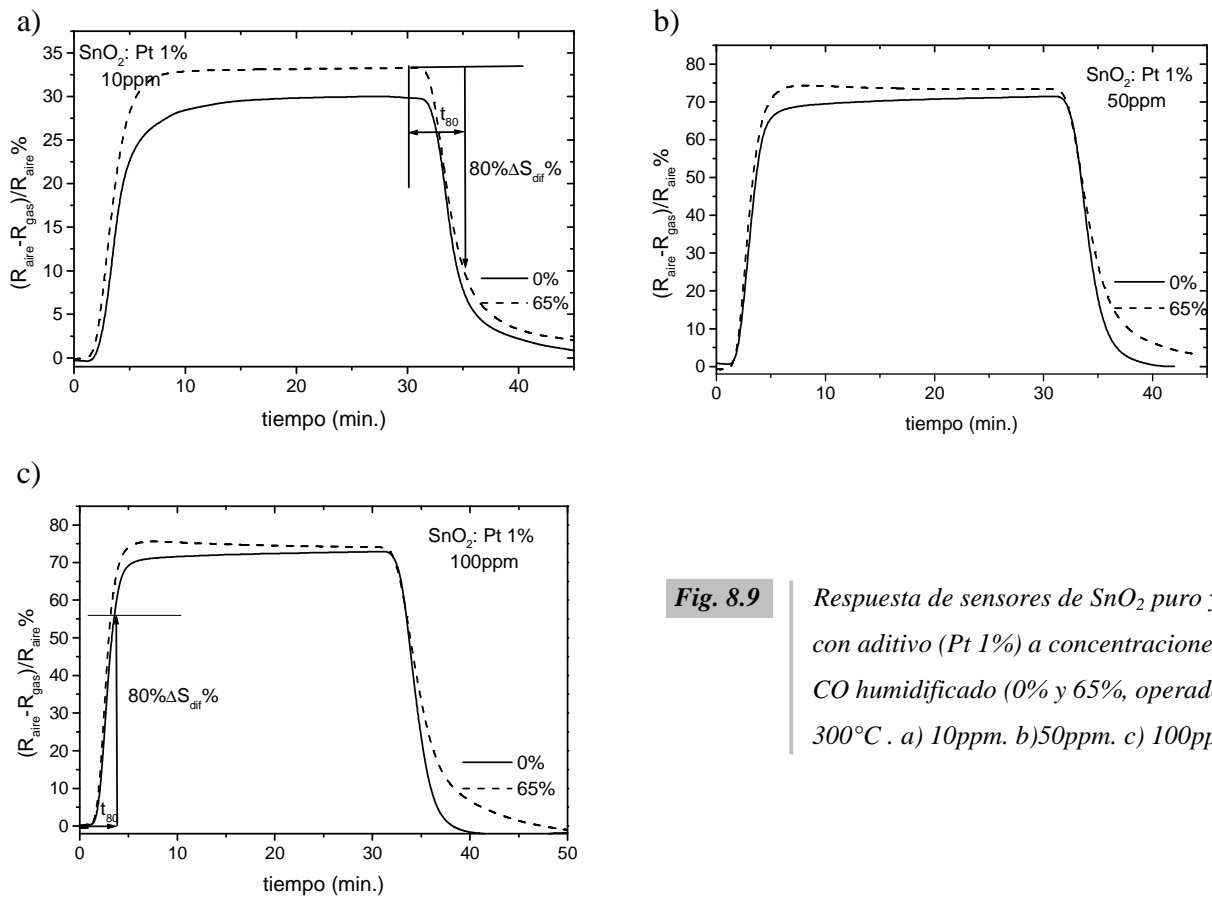 a)
SnO2: Pt 1%
10ppm
t80
80%ΔSdif%
0%
65%
(Raire-Rgas)/Raire%
35
30
25
20
15
10
5
0
0 10 20 30 40
tiempo (min.)
b)
SnO2: Pt 1%
50ppm
0%
65%
(Raire-Rgas)/Raire%
80
70
60
50
40
30
20
10
0
0 10 20 30 40
tiempo (min.)
c)
SnO2: Pt 1%
100ppm
80%ΔSdif%
t80
0%
65%
(Raire-Rgas)/Raire%
80
70
60
50
40
30
20
10
0
0 10 20 30 40 50
tiempo (min.)
Fig. 8.9
Respuesta de sensores de SnO2 puro y
con aditivo (Pt 1%) a concentracione
CO humidificado (0% y 65%, operad
300°C . a) 10ppm. b)50ppm. c) 100pp